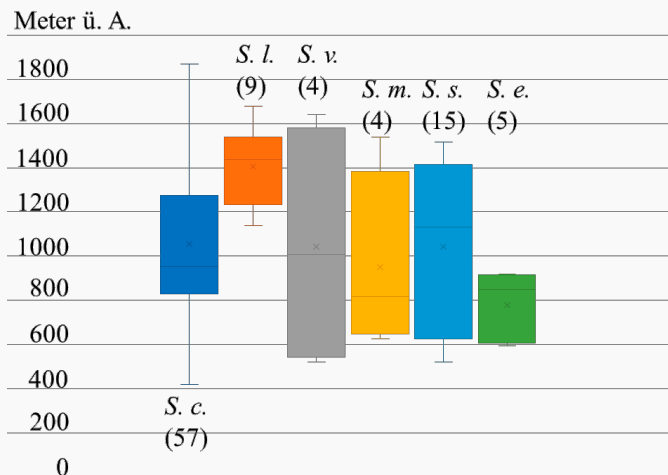 Meter ü. A.
1800
S. l. S. v.
(9) (4)
S. m. S. s. S. e.
(4) (15) (5)
1600
1400
1200
1000
800
600
400
S. c.
200
(57)
0